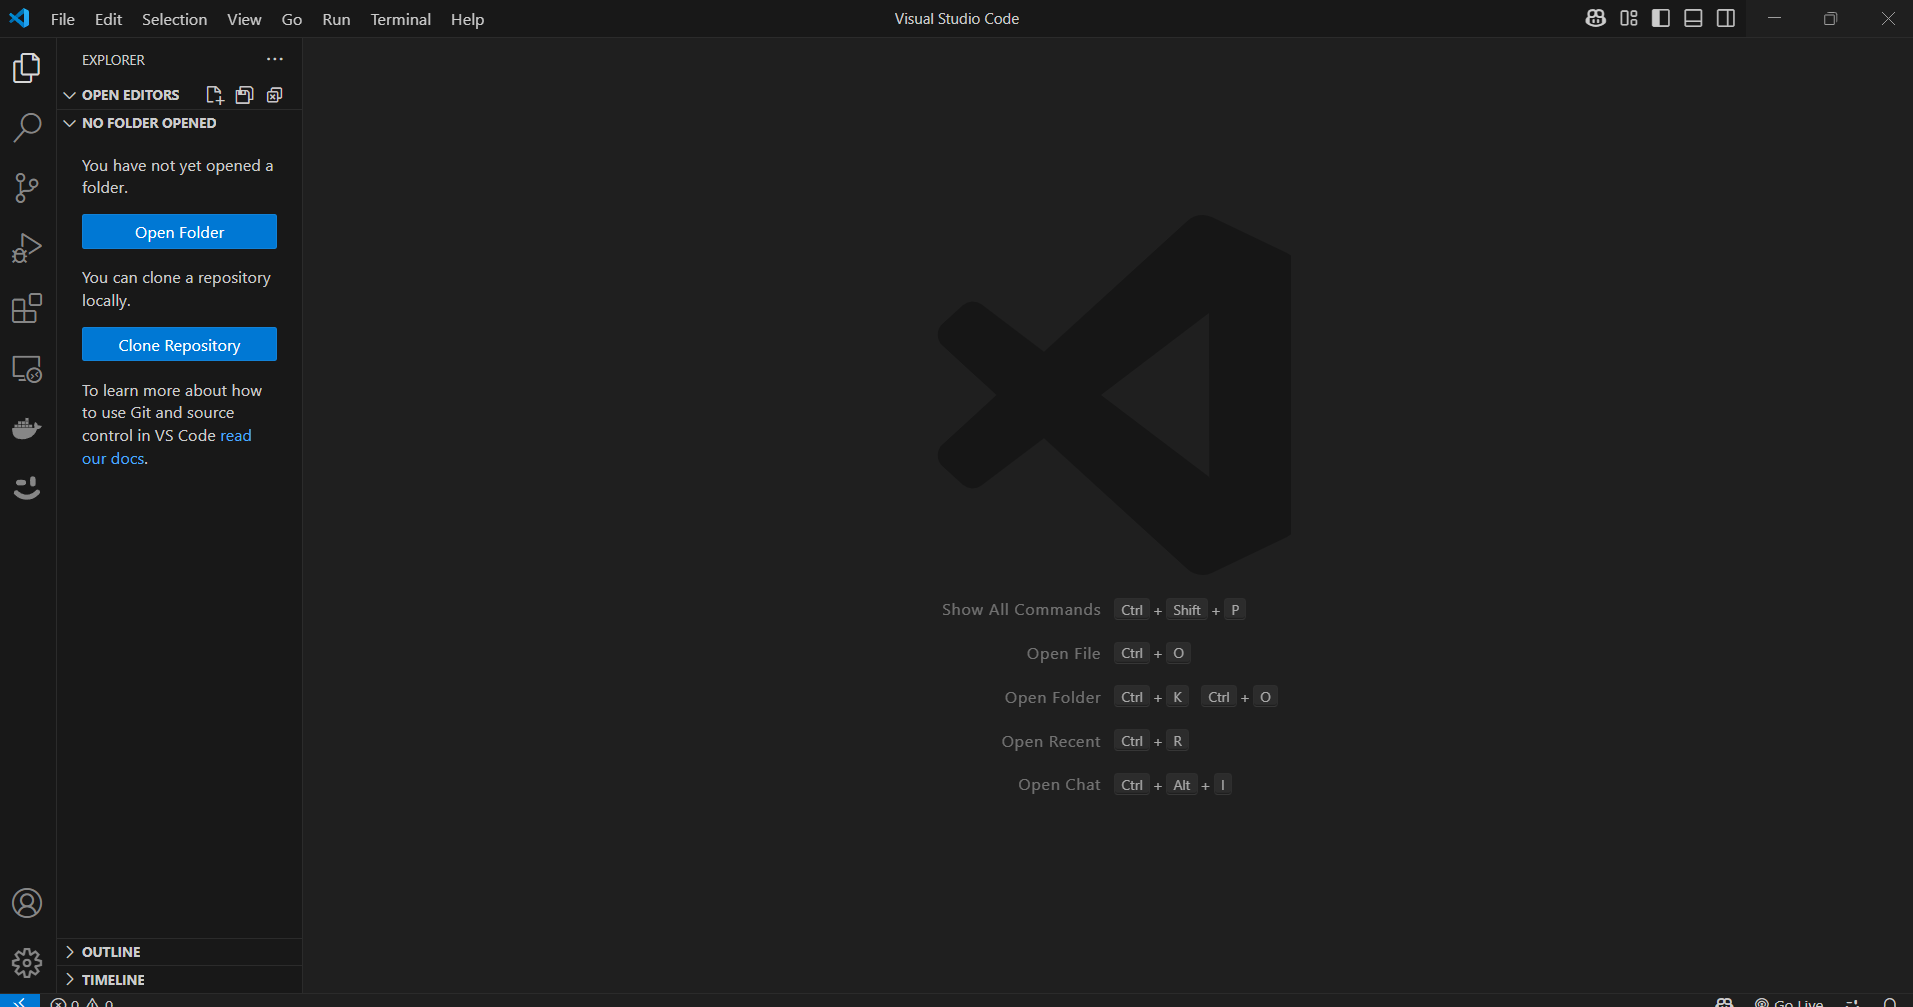 File Edit Selection View Go Run Terminal Help
Visual Studio Code
EXPLORER
OPEN EDITORS
NO FOLDER OPENED
You have not yet opened a
folder.
Open Folder
You can clone a repository
locally.
Clone Repository
To learn more about how
to use Git and source
control in VS Code read
our docs.
Show All Commands Ctrl + Shift + P
Open File Ctrl + O
Open Folder Ctrl + K Ctrl + O
Open Recent Ctrl + R
Open Chat Ctrl + Alt + I
OUTLINE
TIMELINE
0 0
Go Live